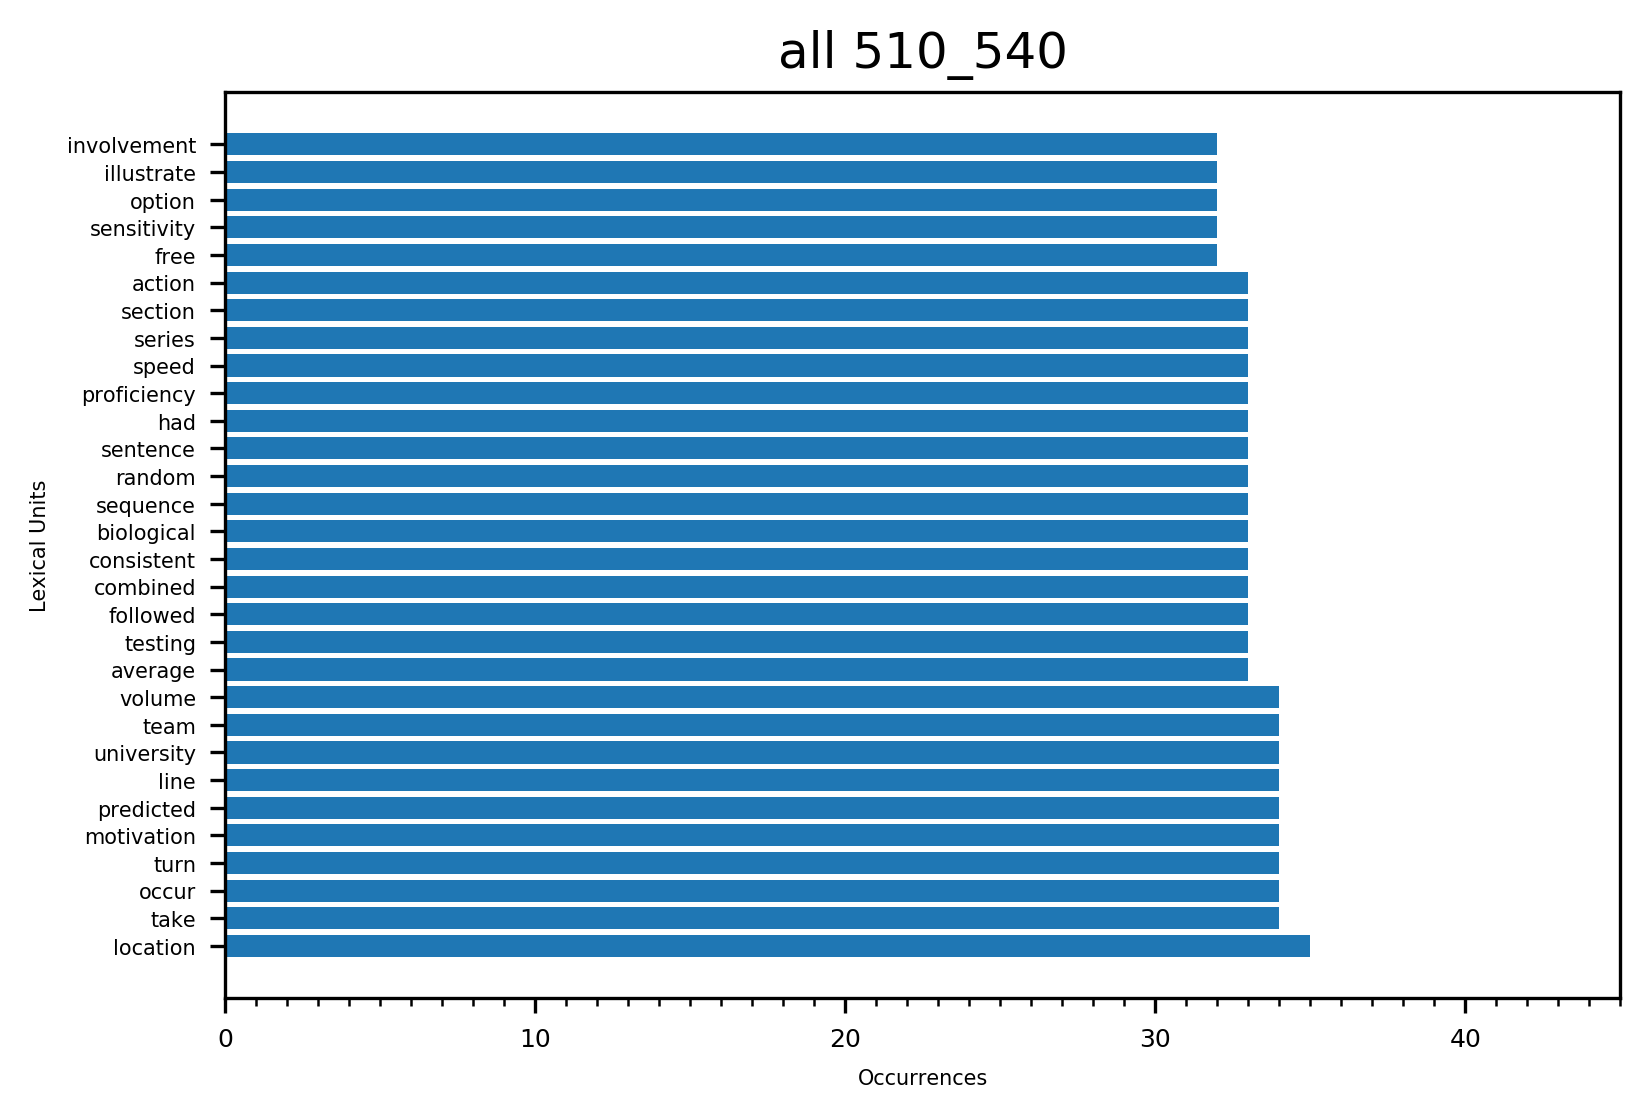 all 510_540
involvement
illustrate
option
sensitivity
free
action
section
series
speed
proficiency
had
sentence
random
sequence
biological
consistent
combined
followed
testing
average
volume
team
university
line
predicted
motivation
turn
occur
take
location
Lexical Units
0 10 20 30 40
Occurrences